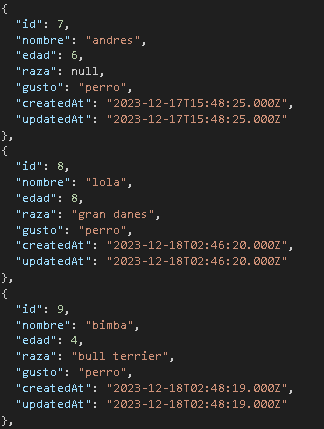 {
"id": 7,
"nombre": "andres",
"edad": 6,
"raza": null,
"gusto": "perro",
"createdAt": "2023-12-17T15:48:25.000Z",
"updatedAt": "2023-12-17T15:48:25.000Z"
},
{
"id": 8,
"nombre": "lola",
"edad": 8,
"raza": "gran danes",
"gusto": "perro",
"createdAt": "2023-12-18T02:46:20.000Z",
"updatedAt": "2023-12-18T02:46:20.000Z"
},
{
"id": 9,
"nombre": "bimba",
"edad": 4,
"raza": "bull terrier",
"gusto": "perro",
"createdAt": "2023-12-18T02:48:19.000Z",
"updatedAt": "2023-12-18T02:48:19.000Z"
},